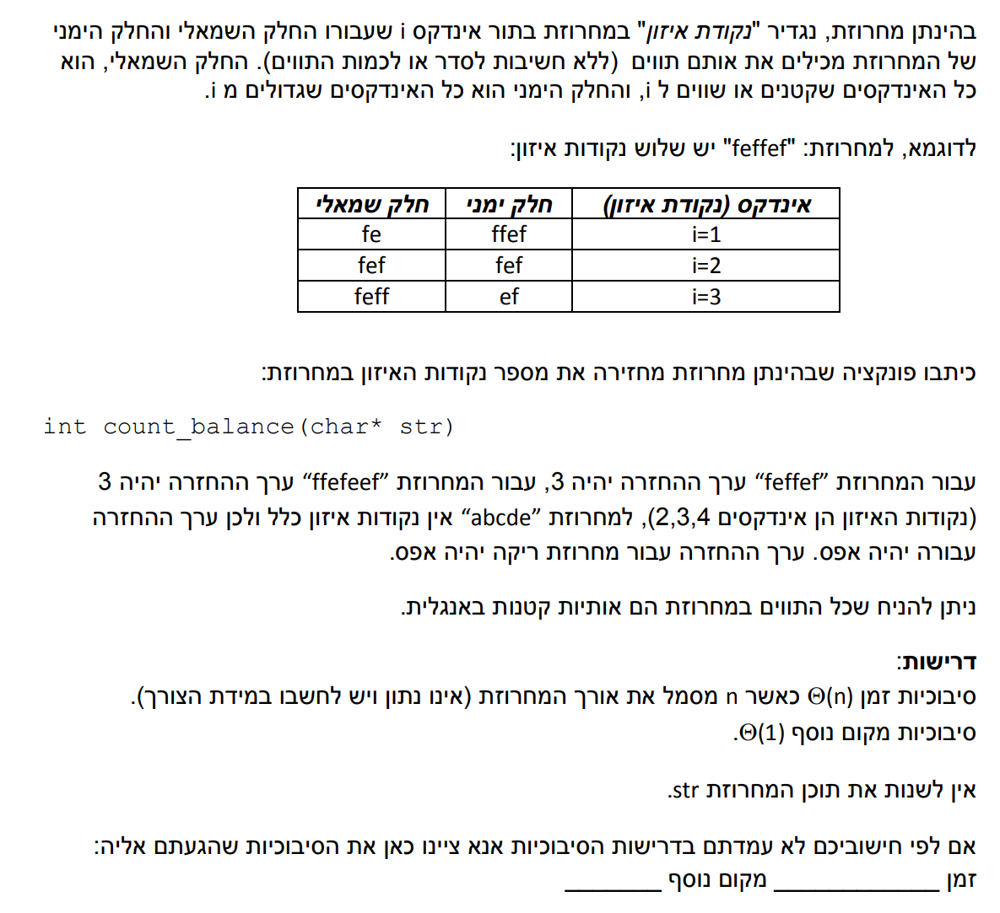 בהינתן מחרוזת, נגדיר "נקודת איזון" במחרוזת בתור אינדקס i שעבורו החלק השמאלי והחלק הימני
של המחרוזת מכילים את אותם תווים (ללא חשיבות לסדר או לכמות התווים). החלק השמאלי, הוא
כל האינדקסים שקטנים או שווים ל i, והחלק הימני הוא כל האינדקסים שגדולים מ i.
לדוגמא, למחרוזת: "feffef" יש שלוש נקודות איזון:
אינדקס (נקודת איזון) חלק ימני חלק שמאלי
i=1 ffef fe
i=2 fef fef
i=3 ef feff
כיתבו פונקציה שבהינתן מחרוזת מחזירה את מספר נקודות האיזון במחרוזת:
int count_balance(char* str)
עבור המחרוזת “feffef” ערך ההחזרה יהיה 3, עבור המחרוזת “ffefeef” ערך ההחזרה יהיה 3
(נקודות האיזון הן אינדקסים 2,3,4), למחרוזת “abcde” אין נקודות איזון כלל ולכן ערך ההחזרה
עבורה יהיה אפס. ערך ההחזרה עבור מחרוזת ריקה יהיה אפס.
ניתן להניח שכל התווים במחרוזת הם אותיות קטנות באנגלית.
דרישות:
סיבוכיות זמן Θ(n) כאשר n מסמל את אורך המחרוזת (אינו נתון ויש לחשבו במידת הצורך).
סיבוכיות מקום נוסף Θ(1).
אין לשנות את תוכן המחרוזת str.
אם לפי חישוביכם לא עמדתם בדרישות הסיבוכיות אנא ציינו כאן את הסיבוכיות שהגעתם אליה:
זמן _____________ מקום נוסף ________